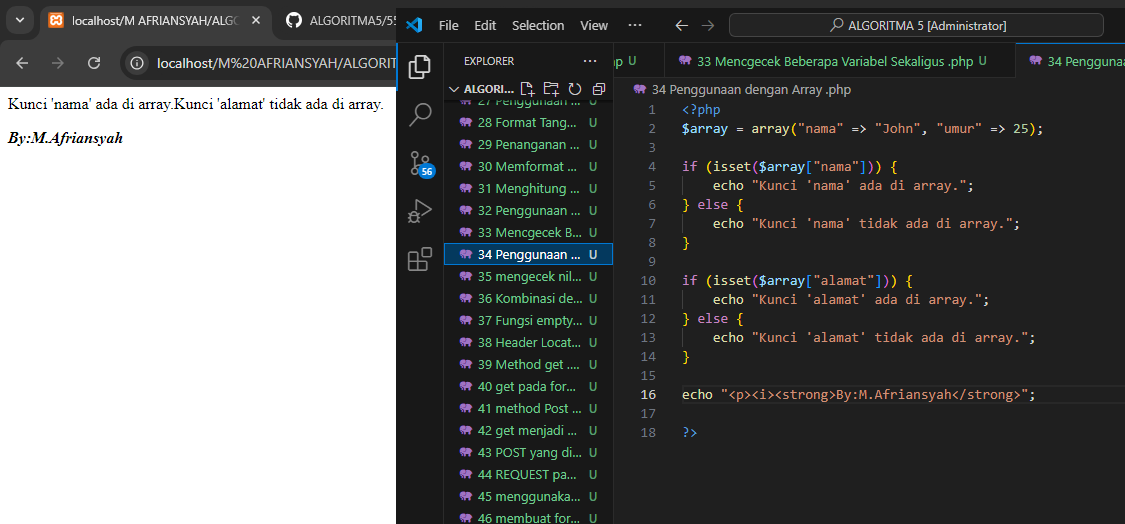 localhost/M AFRIANSYAH/ALGO
ALGORITMA5/55
localhost/M%20AFRIANSYAH/ALGORIT
Kunci 'nama' ada di array.Kunci 'alamat' tidak ada di array.
By:M.Afriansyah
File Edit Selection View ...
ALGORITMA 5 [Administrator]
EXPLORER ...
ALGORI...
27 Penggunaan ... U
28 Format Tang... U
29 Penanganan ... U
30 Memformat ... U
31 Menghitung ... U
32 Penggunaan ... U
33 Mencgecek B... U
34 Penggunaan ... U
35 mengecek nil... U
36 Kombinasi de... U
37 Fungsi empty... U
38 Header Locat... U
39 Method get .... U
40 get pada for... U
41 method Post ... U
42 get menjadi ... U
43 POST yang di... U
44 REQUEST pa... U
45 menggunaka... U
46 membuat for... U
56
hp U
33 Mencgecek Beberapa Variabel Sekaligus .php U
34 Penggunaa
34 Penggunaan dengan Array .php
1 <?php
2 $array = array("nama" => "John", "umur" => 25);
3
4 if (isset($array["nama"])) {
5 echo "Kunci 'nama' ada di array.";
6 } else {
7 echo "Kunci 'nama' tidak ada di array.";
8 }
9
10 if (isset($array["alamat"])) {
11 echo "Kunci 'alamat' ada di array.";
12 } else {
13 echo "Kunci 'alamat' tidak ada di array.";
14 }
15
16 echo "<p><i><strong>By:M.Afriansyah</strong>";
17
18 ?>